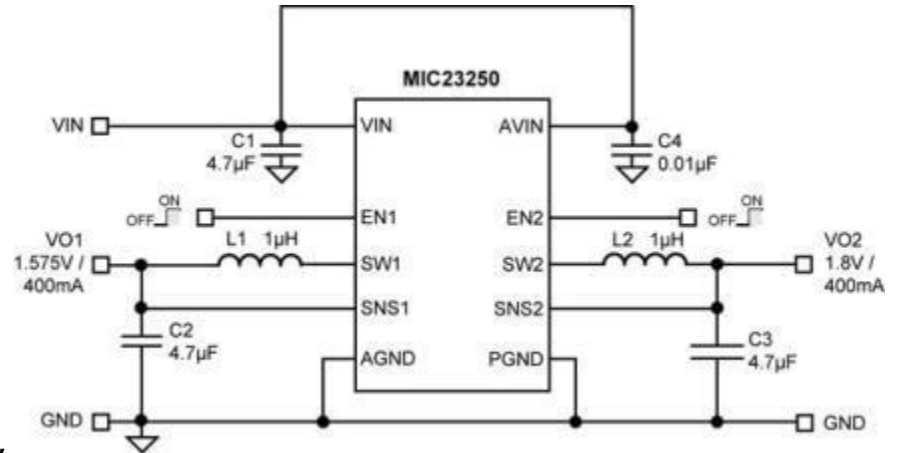 MIC23250
VIN
VIN
AVIN
C1
4.7µF
C4
0.01µF
ON
OFF
EN1
EN2
ON
OFF
VO1
1.575V /
400mA
L1 1µH
SW1
SW2
L2 1µH
VO2
1.8V /
400mA
SNS1
SNS2
C2
4.7µF
C3
4.7µF
AGND
PGND
GND
GND